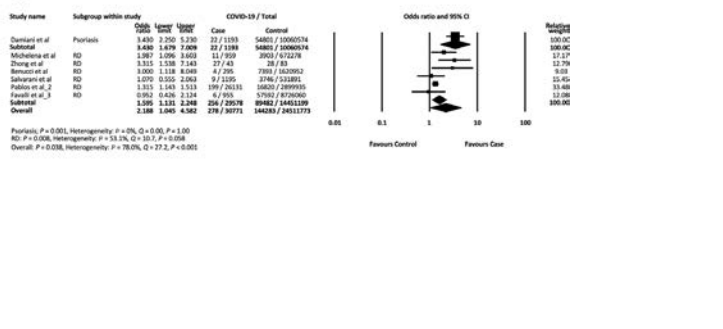 Study name Subgroup within study COVID-19 / Total Odds ratio and 95% CI
Odds ratio Lower limit Upper limit Case Control Relative weight
Damiani et al Psoriasis 3.430 2.250 5.230 22 / 1193 54801 / 10060574 100.00
Subtotal 3.430 1.679 7.009 22 / 1193 54801 / 10060574 100.00
Michelena et al RD 1.987 1.096 3.603 11 / 959 3903 / 672278 17.17
Zhong et al RD 3.315 1.538 7.143 27 / 43 28 / 83 12.79
Benucci et al RD 3.000 1.118 8.049 4 / 295 7393 / 1620952 9.03
Salvarani et al RD 1.070 0.555 2.063 9 / 1195 3746 / 531891 15.45
Pablos et al_2 RD 1.315 1.143 1.513 199 / 26131 16820 / 2899935 33.48
Favalli et al_3 RD 0.952 0.426 2.124 6 / 955 57592 / 8726060 12.08
Subtotal 1.595 1.131 2.248 256 / 29578 89482 / 14451199 100.00
Overall 2.188 1.045 4.582 278 / 30771 144283 / 24511773
0.01 0.1 1 10 100
Favours Control Favours Case
Psoriasis; P = 0.001, Heterogeneity: I² = 0%, Q = 0.00, P = 1.00
RD: P = 0.008, Heterogeneity: I² = 53.1%, Q = 10.7, P = 0.058
Overall: P = 0.038, Heterogeneity: I² = 78.0%, Q = 27.2, P < 0.001